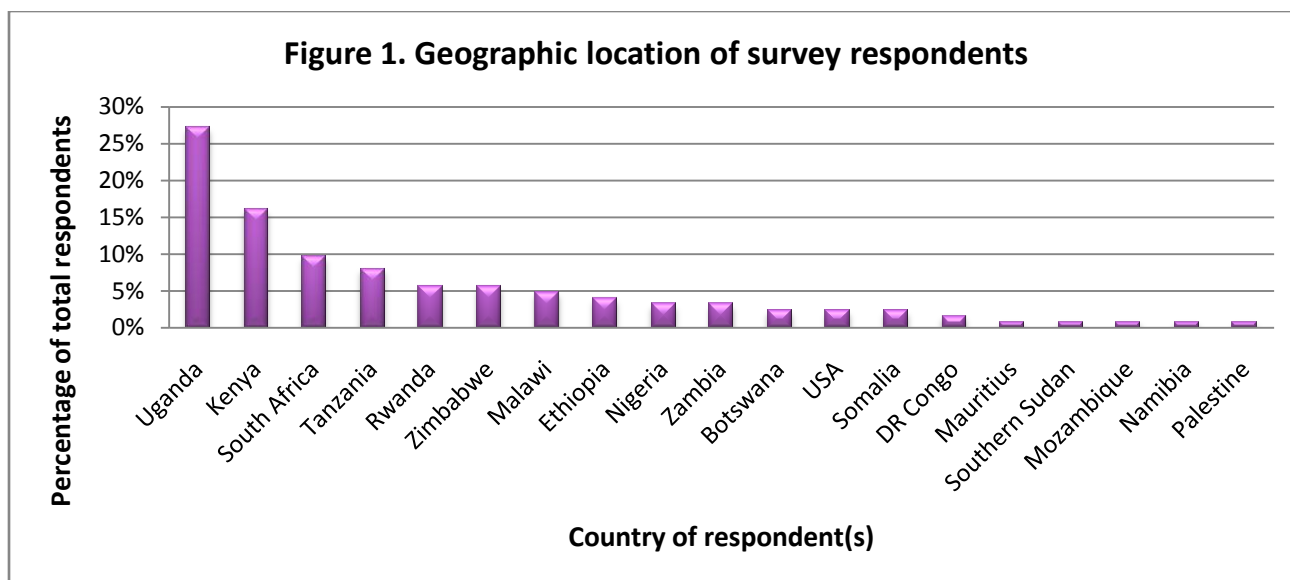 Figure 1. Geographic location of survey respondents
Percentage of total respondents
30%
25%
20%
15%
10%
5%
0%
Uganda
Kenya
South Africa
Tanzania
Rwanda
Zimbabwe
Malawi
Ethiopia
Nigeria
Zambia
Botswana
USA
Somalia
DR Congo
Mauritius
Southern Sudan
Mozambique
Namibia
Palestine
Country of respondent(s)